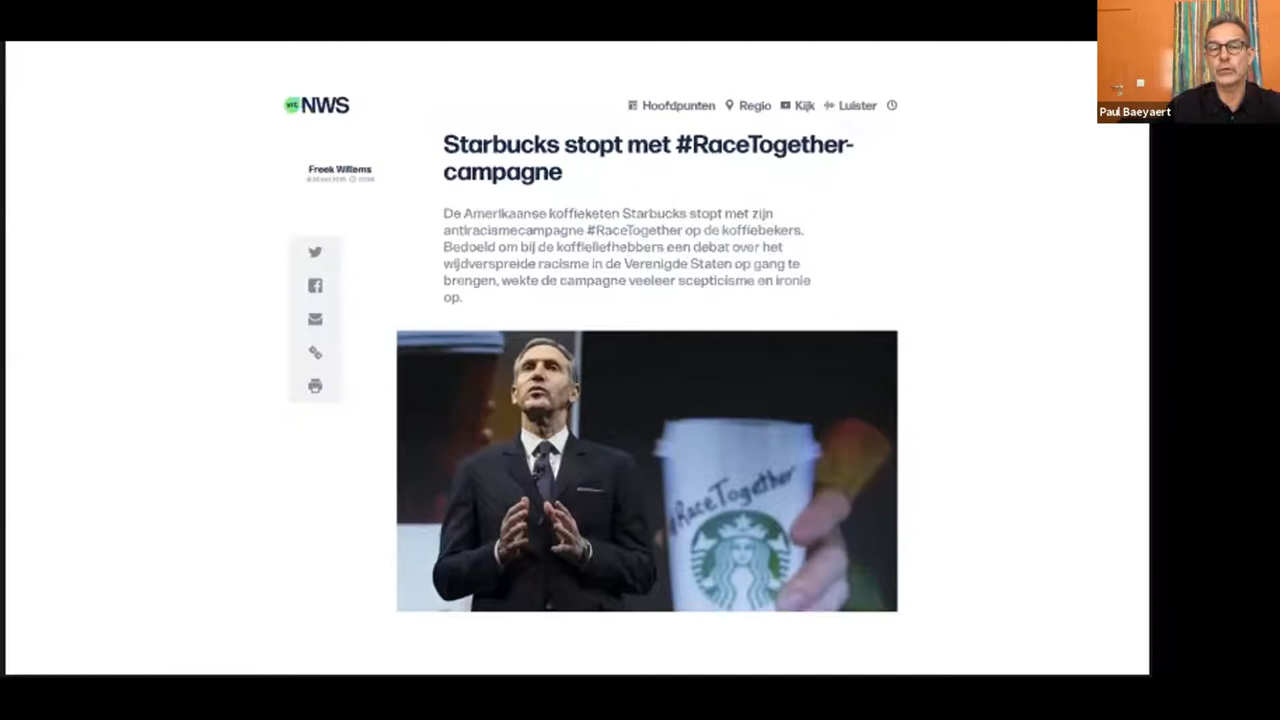 vrt NWS
Hoofdpunten Regio Kijk Luister
Paul Baeyaert
Starbucks stopt met #RaceTogether-
campagne
Freek Willems
De Amerikaanse koffieketen Starbucks stopt met zijn
antiracismecampagne #RaceTogether op de koffiebekers.
Bedoeld om bij de koffieliefhebbers een debat over het
wijdverspreide racisme in de Verenigde Staten op gang te
brengen, wekte de campagne veeleer scepticisme en ironie
op.
#RaceTogether